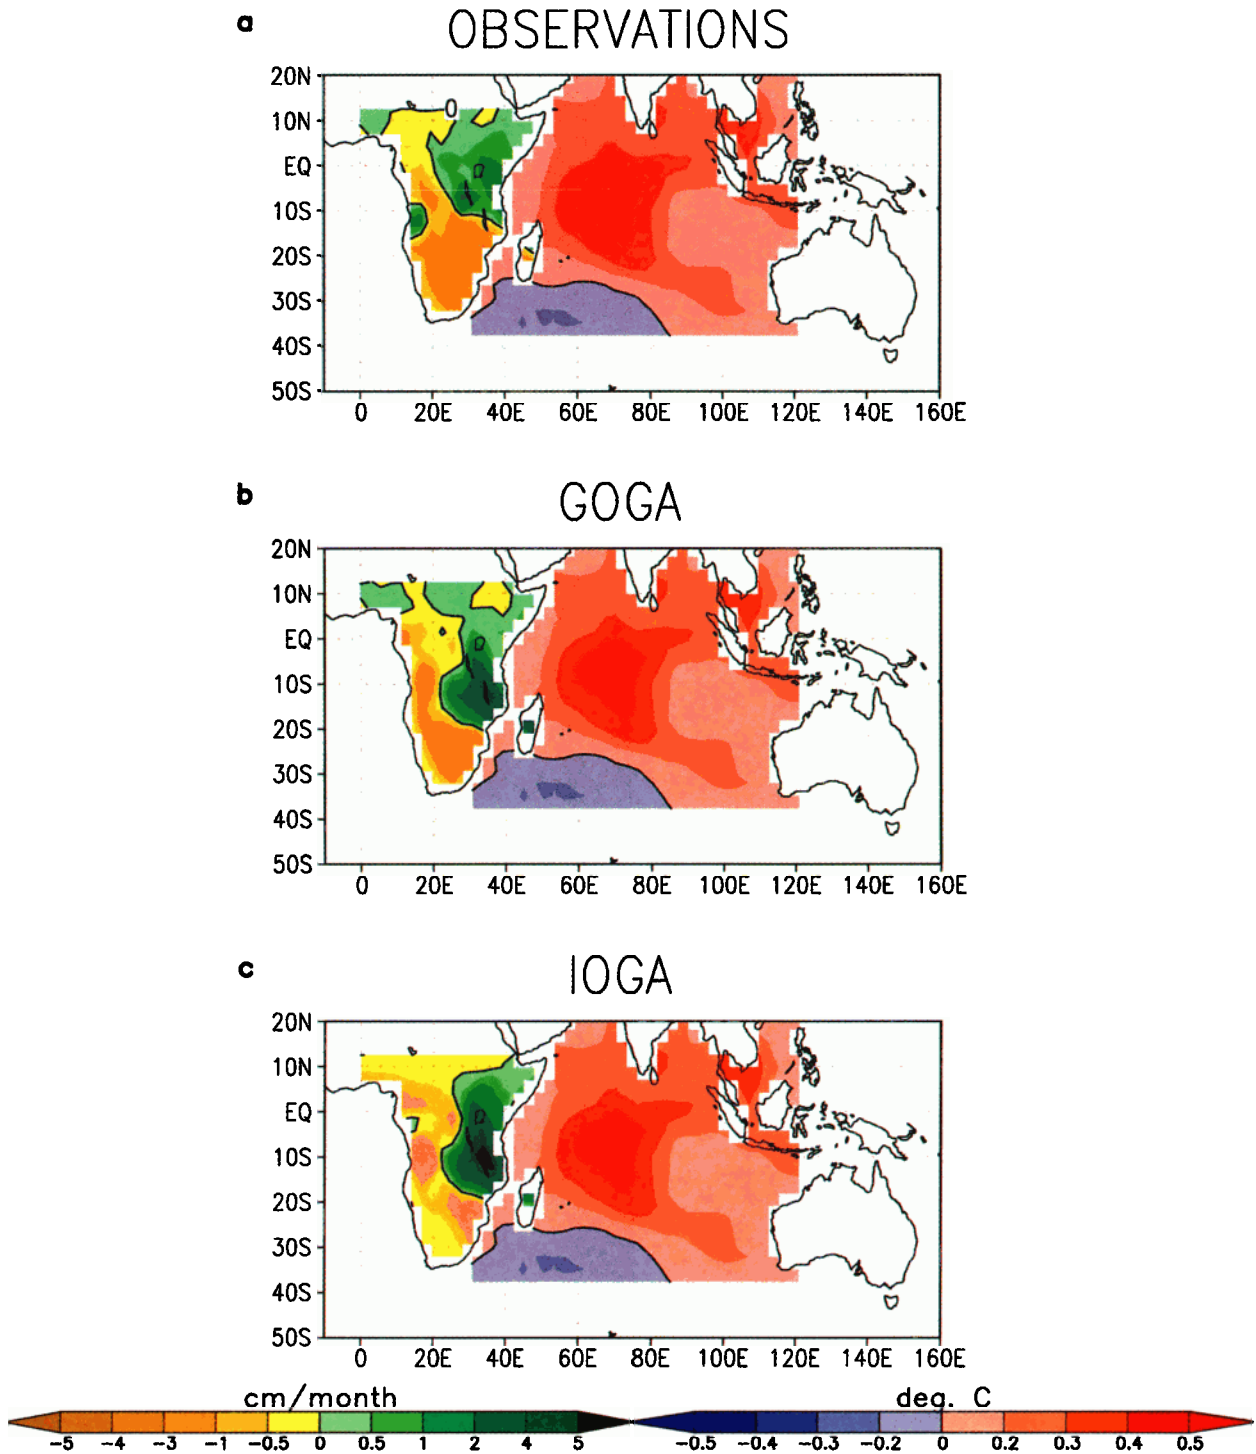 a
OBSERVATIONS
20N
10N
EQ
10S
20S
30S
40S
50S
0
0 20E 40E 60E 80E 100E 120E 140E 160E
b
GOGA
20N
10N
EQ
10S
20S
30S
40S
50S
0 20E 40E 60E 80E 100E 120E 140E 160E
c
IOGA
20N
10N
EQ
10S
20S
30S
40S
50S
0 20E 40E 60E 80E 100E 120E 140E 160E
cm/month
-5 -4 -3 -1 -0.5 0 0.5 1 2 4 5
deg. C
-0.5 -0.4 -0.3 -0.2 0 0.2 0.3 0.4 0.5